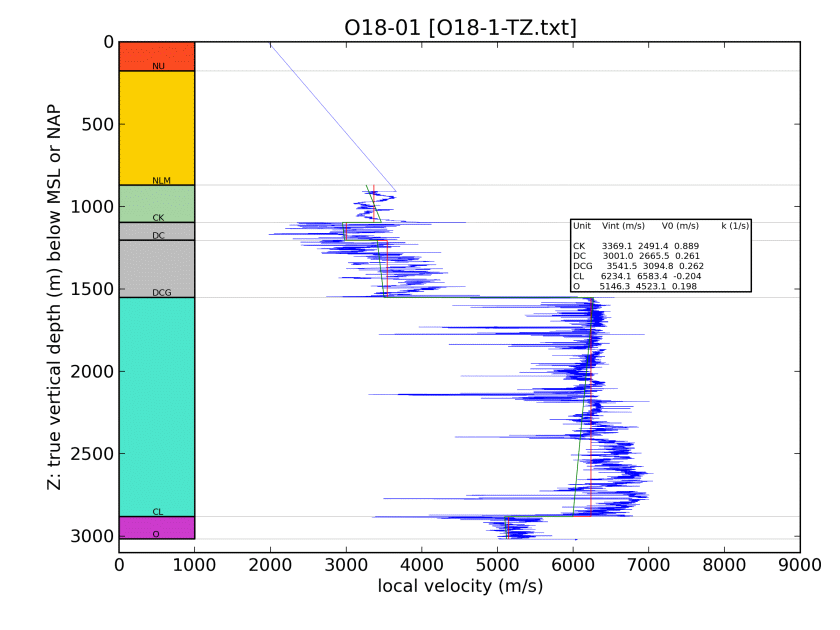 O18-01 [O18-1-TZ.txt]
Z: true vertical depth (m) below MSL or NAP
0
500
1000
1500
2000
2500
3000
NU
NLM
CK
DC
DCG
CL
O
Unit Vint (m/s) V0 (m/s) k (1/s)
CK 3369.1 2491.4 0.889
DC 3001.0 2665.5 0.261
DCG 3541.5 3094.8 0.262
CL 6234.1 6583.4 -0.204
O 5146.3 4523.1 0.198
0 1000 2000 3000 4000 5000 6000 7000 8000 9000
local velocity (m/s)